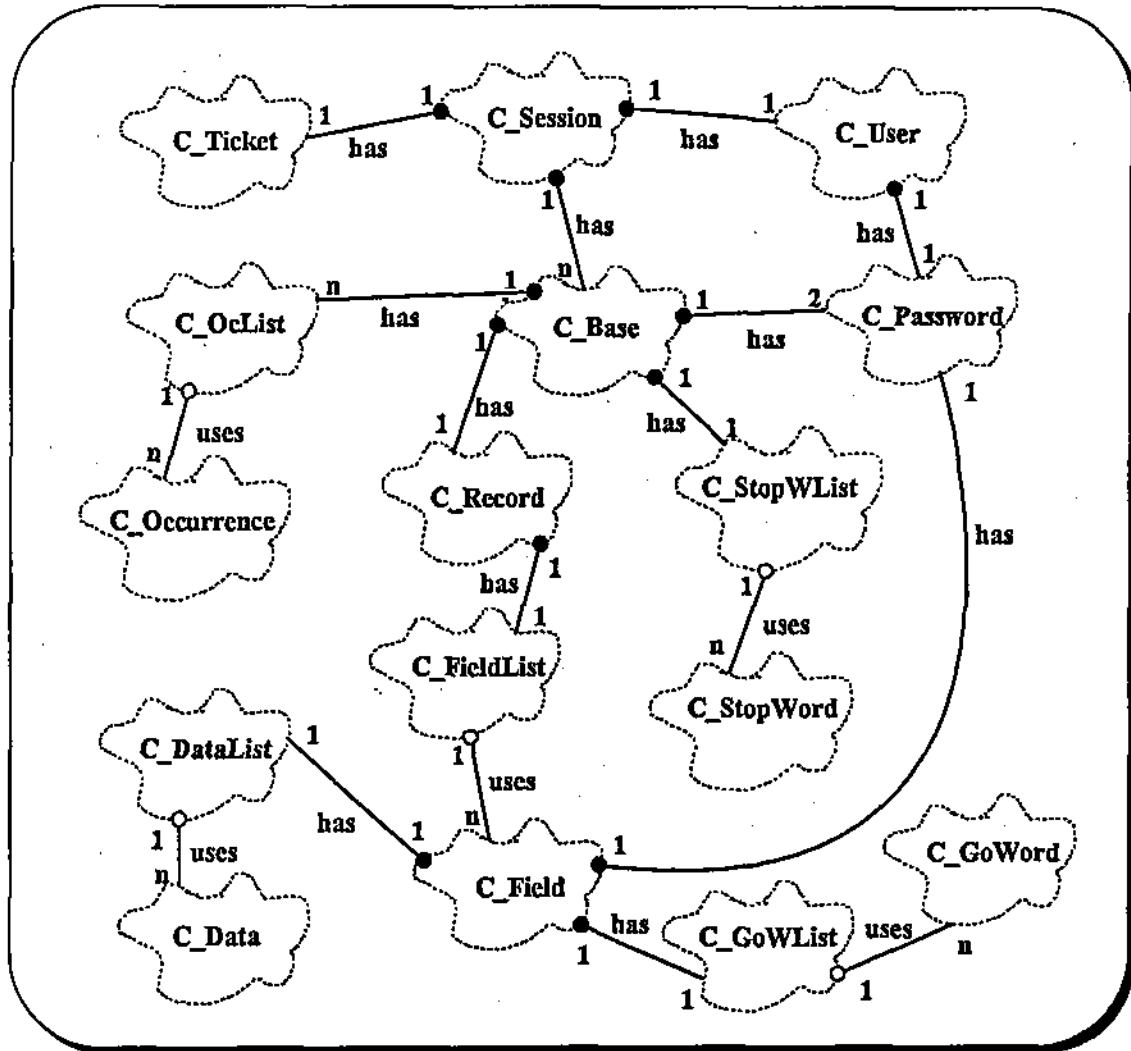 1 1 1 1
C_Ticket
C_Session
C_User
has
has
1 1
has
has
n 1 n 1
C_OcList
has
C_Base
1 2
C_Password
has
1
1 1
1
uses
has
has
1 1
n
C_Occurrence
C_Record
C_StopWList
has
1
has
1
1
uses
C_FieldList
n
C_StopWord
1
C_DataList
1
uses
has
n
1
uses
n
1
1
C_Field
C_GoWord
C_Data
has
1
C_GoWList
uses
n
1
1